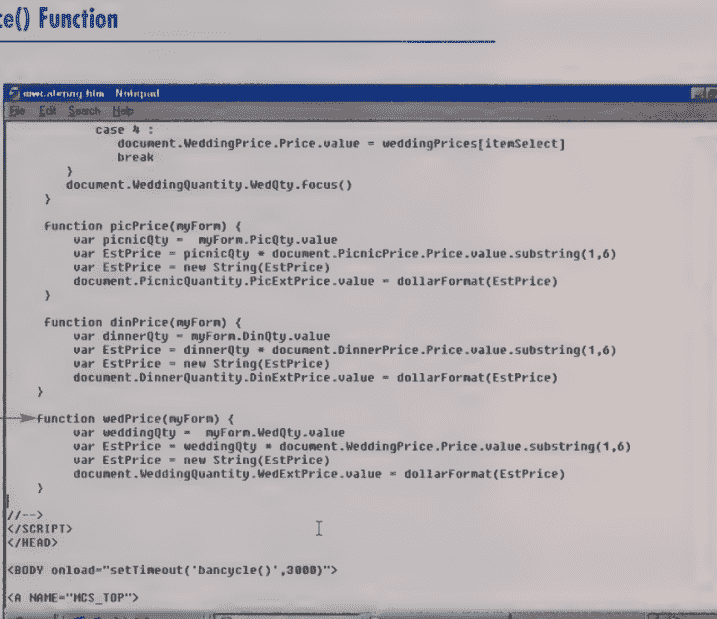 ce() Function
Notepad
File Edit Search Help
case 4 :
document.WeddingPrice.Price.value = weddingPrices[itemSelect]
break
}
document.WeddingQuantity.WedQty.focus()
}
function picPrice(myForm) {
var picnicQty = myForm.PicQty.value
var EstPrice = picnicQty * document.PicnicPrice.Price.value.substring(1,6)
var EstPrice = new String(EstPrice)
document.PicnicQuantity.PicExtPrice.value = dollarFormat(EstPrice)
}
function dinPrice(myForm) {
var dinnerQty = myForm.DinQty.value
var EstPrice = dinnerQty * document.DinnerPrice.Price.value.substring(1,6)
var EstPrice = new String(EstPrice)
document.DinnerQuantity.DinExtPrice.value = dollarFormat(EstPrice)
}
function wedPrice(myForm) {
var weddingQty = myForm.WedQty.value
var EstPrice = weddingQty * document.WeddingPrice.Price.value.substring(1,6)
var EstPrice = new String(EstPrice)
document.WeddingQuantity.WedExtPrice.value = dollarFormat(EstPrice)
}
//-->
</SCRIPT>
</HEAD>
<BODY onload="setTimeout('bancycle()',3000)">
<A NAME="MCS_TOP">